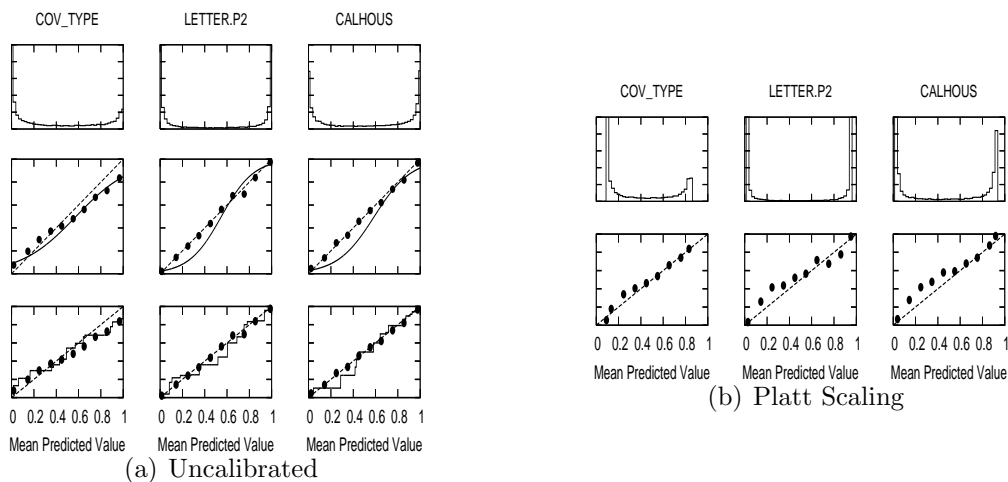 COV_TYPE LETTER.P2 CALHOUS
0 0.2 0.4 0.6 0.8 1 0 0.2 0.4 0.6 0.8 1 0 0.2 0.4 0.6 0.8 1
Mean Predicted Value Mean Predicted Value Mean Predicted Value
(a) Uncalibrated
COV_TYPE LETTER.P2 CALHOUS
0 0.2 0.4 0.6 0.8 1 0 0.2 0.4 0.6 0.8 1 0 0.2 0.4 0.6 0.8 1
Mean Predicted Value Mean Predicted Value Mean Predicted Value
(b) Platt Scaling